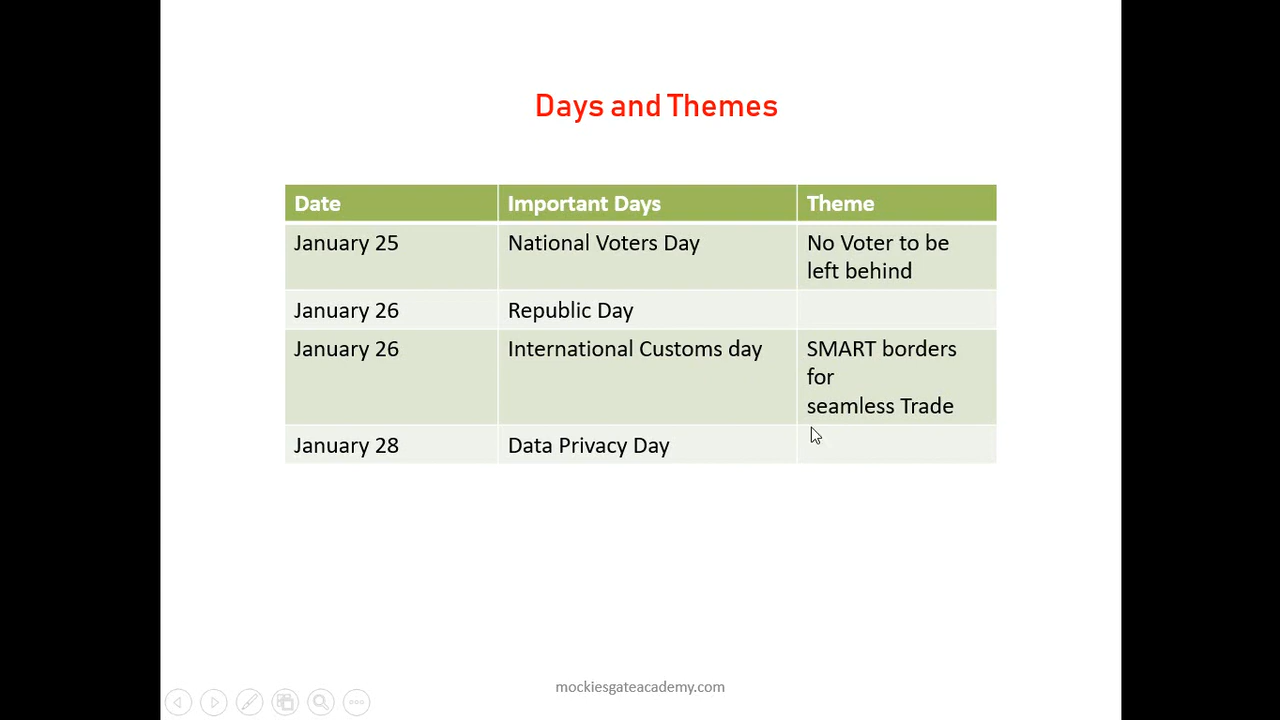 Days and Themes
Date Important Days Theme
January 25 National Voters Day No Voter to be
left behind
January 26 Republic Day
January 26 International Customs day SMART borders
for
seamless Trade
January 28 Data Privacy Day
mockiesgateacademy.com